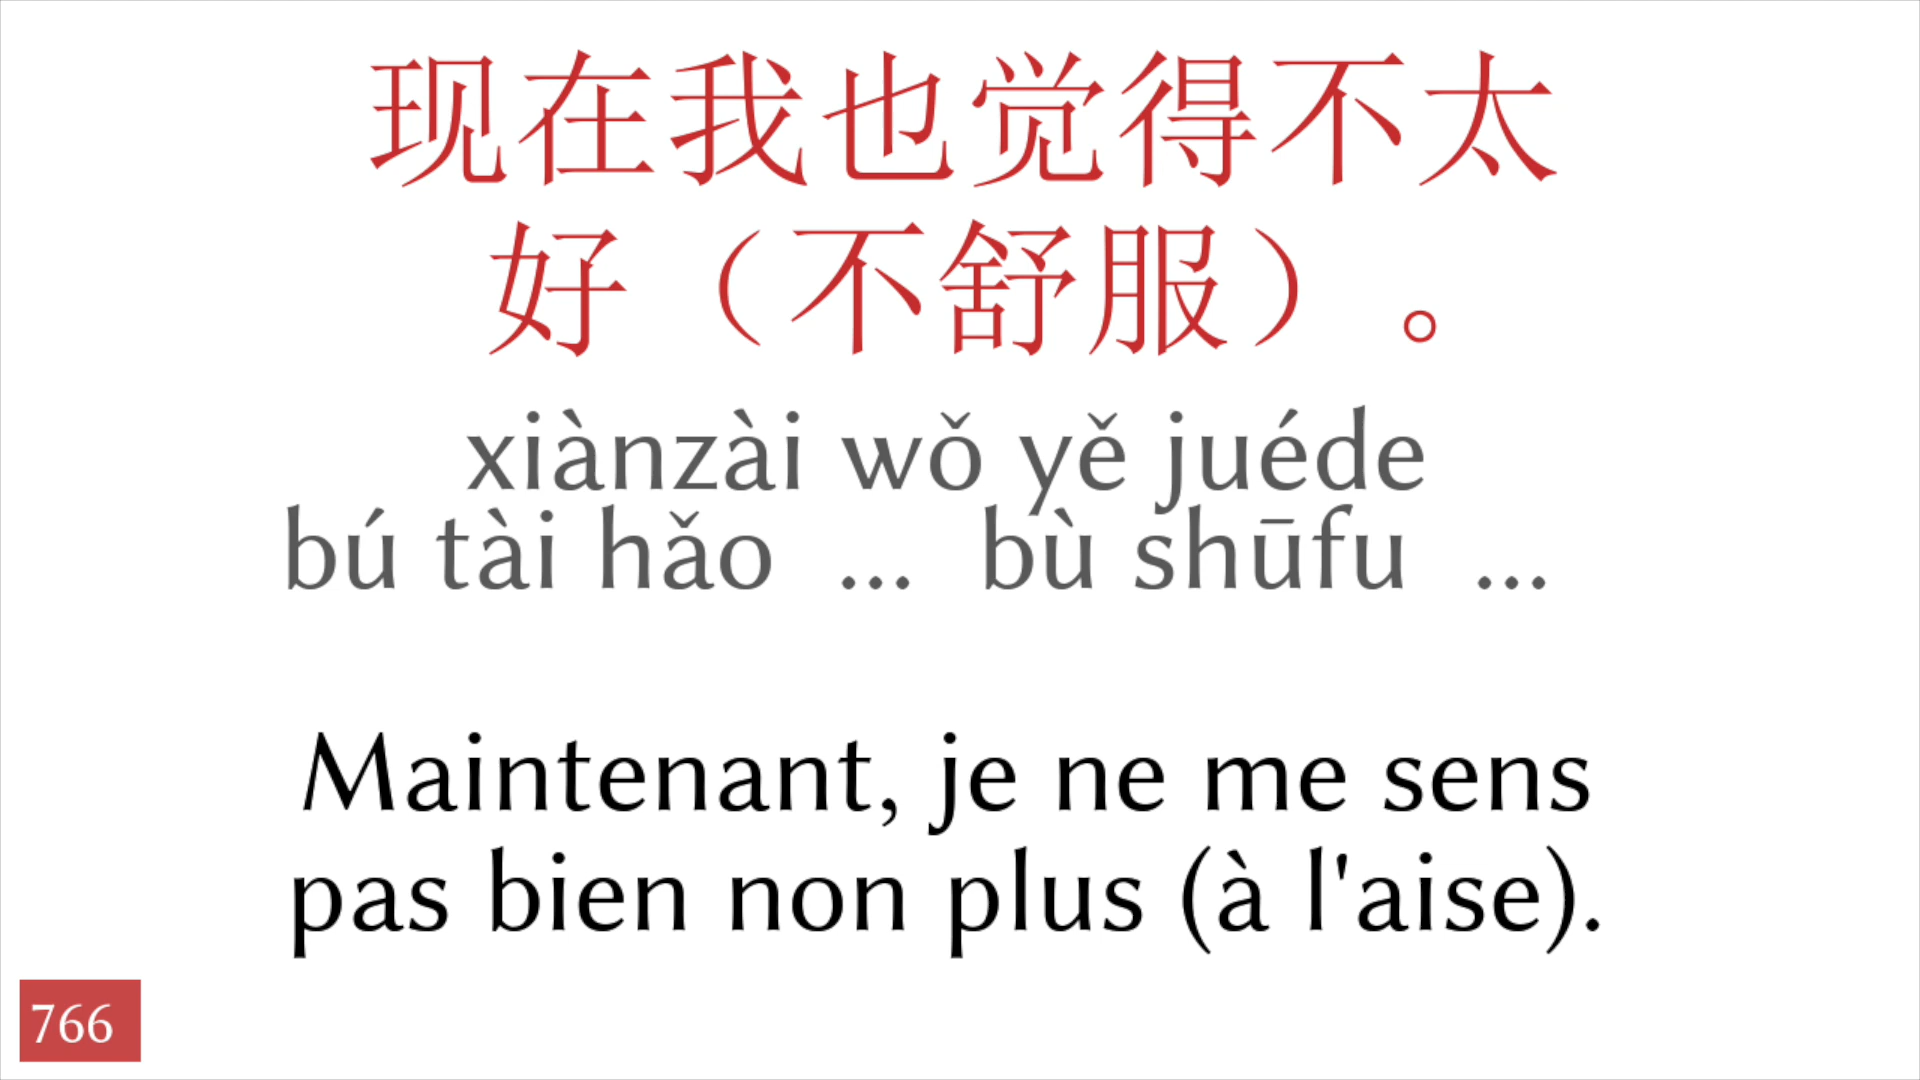 现在我也觉得不太
好（不舒服）。
xiànzài wǒ yě juéde
bú tài hǎo ... bù shūfu ...
Maintenant, je ne me sens
pas bien non plus (à l'aise).
766